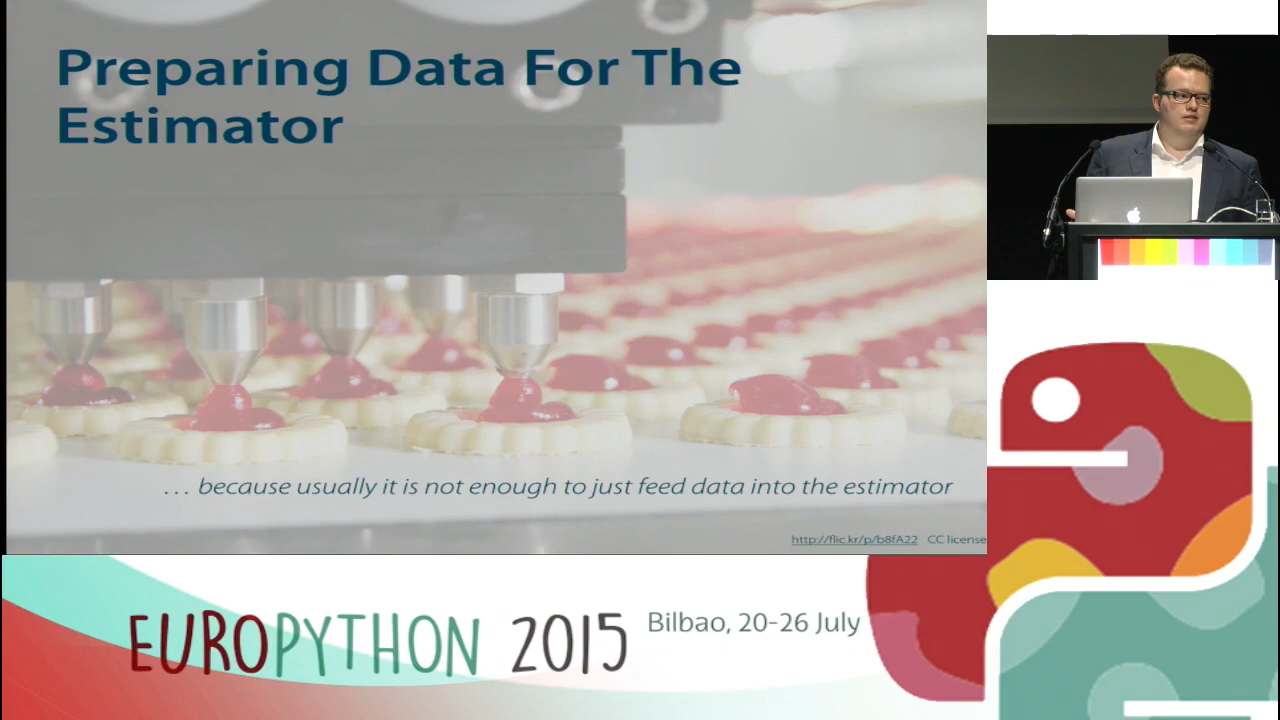 Preparing Data For The
Estimator
... because usually it is not enough to just feed data into the estimator
http://flic.kr/p/b8fA22 CC license
EUROPYTHON 2015
Bilbao, 20-26 July